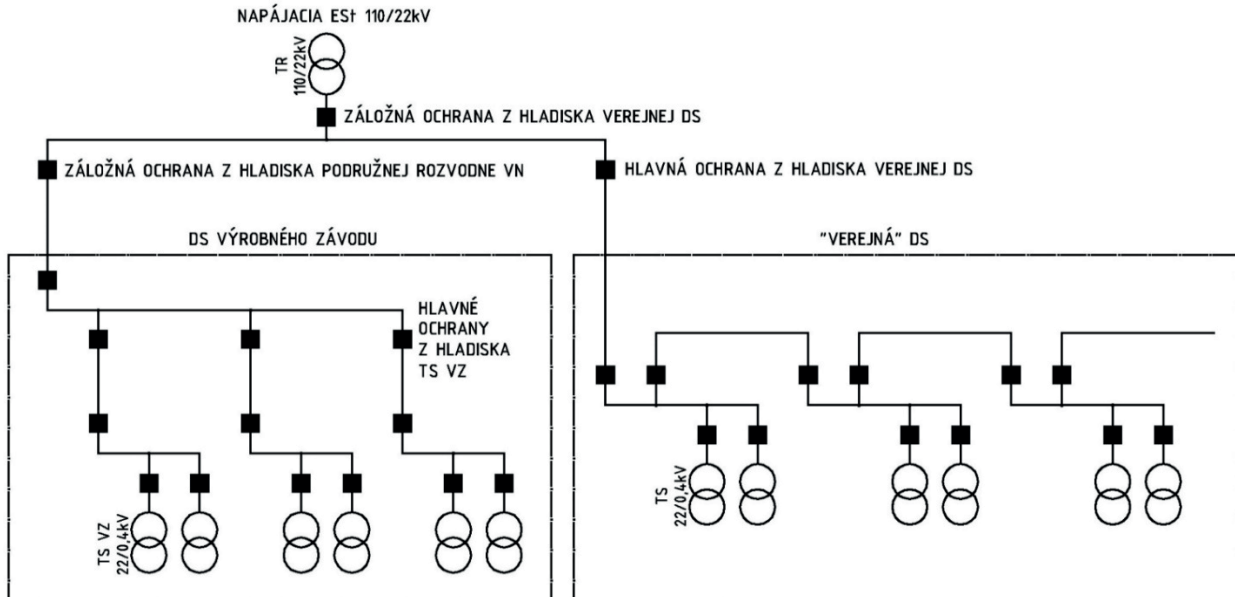 NAPÁJACIA ESt 110/22kV
TR
110/22kV
ZÁLOŽNÁ OCHRANA Z HLADISKA VEREJNEJ DS
ZÁLOŽNÁ OCHRANA Z HLADISKA PODRUŽNEJ ROZVODNE VN
HLAVNÁ OCHRANA Z HLADISKA VEREJNEJ DS
DS VÝROBNÉHO ZÁVODU
"VEREJNÁ" DS
HLAVNÉ
OCHRANY
Z HLADISKA
TS VZ
TS VZ
22/0,4kV
TS
22/0,4kV